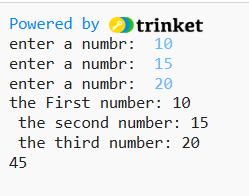 Powered by trinket
enter a numbr: 10
enter a numbr: 15
enter a numbr: 20
the First number: 10
the second number: 15
the third number: 20
45